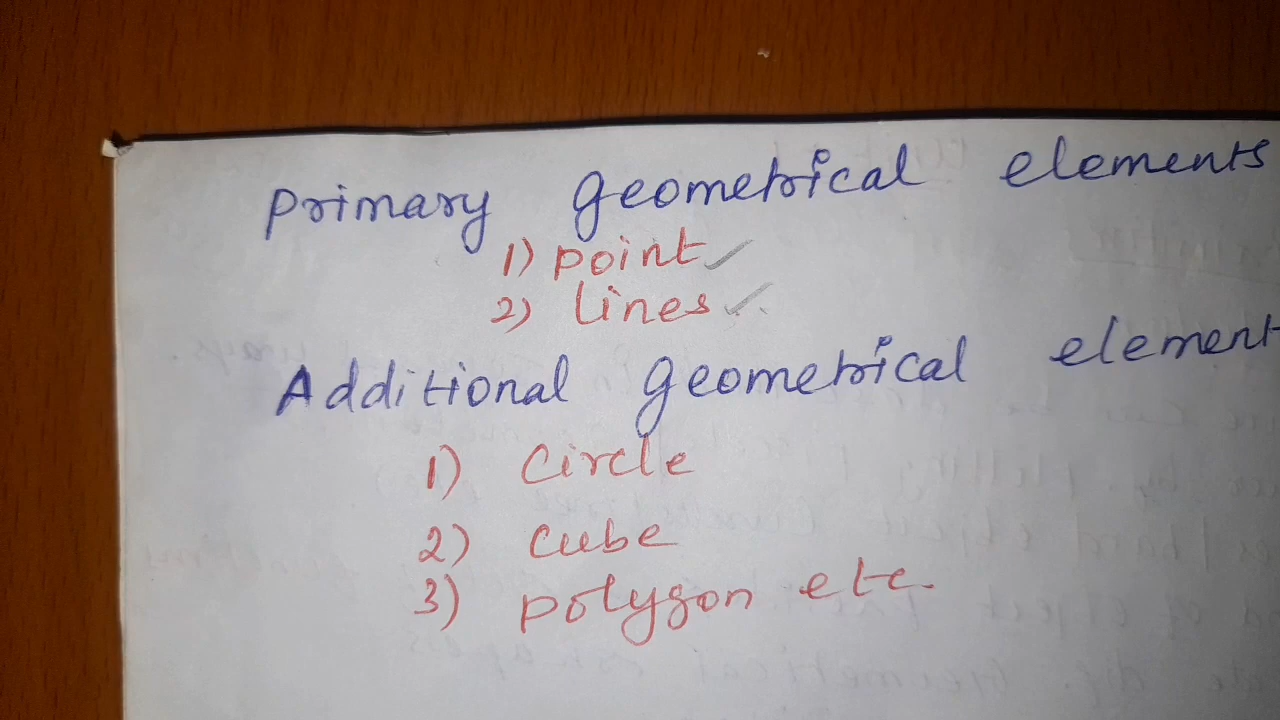 Primary geometrical elements
1) point
2) lines
Additional geometrical element
1) Circle
2) cube
3) polygon etc.